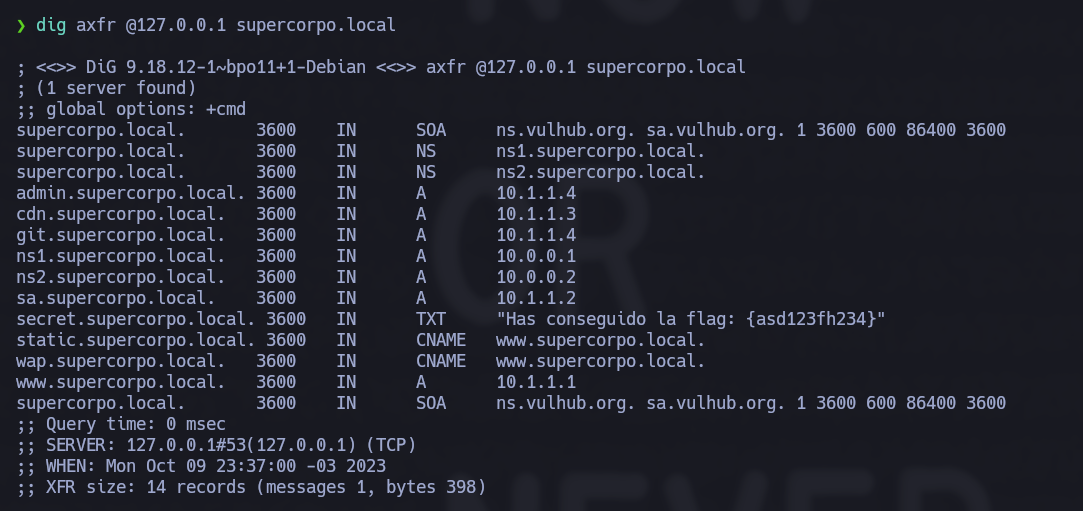 ❯ dig axfr @127.0.0.1 supercorpo.local

; <<>> DiG 9.18.12-1~bpo11+1-Debian <<>> axfr @127.0.0.1 supercorpo.local
; (1 server found)
;; global options: +cmd
supercorpo.local.       3600    IN      SOA     ns.vulhub.org. sa.vulhub.org. 1 3600 600 86400 3600
supercorpo.local.       3600    IN      NS      ns1.supercorpo.local.
supercorpo.local.       3600    IN      NS      ns2.supercorpo.local.
admin.supercorpo.local. 3600    IN      A       10.1.1.4
cdn.supercorpo.local.   3600    IN      A       10.1.1.3
git.supercorpo.local.   3600    IN      A       10.1.1.4
ns1.supercorpo.local.   3600    IN      A       10.0.0.1
ns2.supercorpo.local.   3600    IN      A       10.0.0.2
sa.supercorpo.local.    3600    IN      A       10.1.1.2
secret.supercorpo.local. 3600   IN      TXT     "Has conseguido la flag: {asd123fh234}"
static.supercorpo.local. 3600   IN      CNAME   www.supercorpo.local.
wap.supercorpo.local.   3600    IN      CNAME   www.supercorpo.local.
www.supercorpo.local.   3600    IN      A       10.1.1.1
supercorpo.local.       3600    IN      SOA     ns.vulhub.org. sa.vulhub.org. 1 3600 600 86400 3600
;; Query time: 0 msec
;; SERVER: 127.0.0.1#53(127.0.0.1) (TCP)
;; WHEN: Mon Oct 09 23:37:00 -03 2023
;; XFR size: 14 records (messages 1, bytes 398)
NOW
OR
NEVER